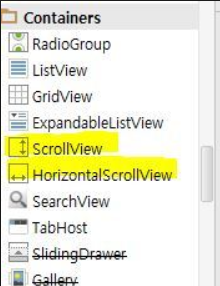 Containers
RadioGroup
ListView
GridView
ExpandableListView
ScrollView
HorizontalScrollView
SearchView
TabHost
SlidingDrawer
Gallery